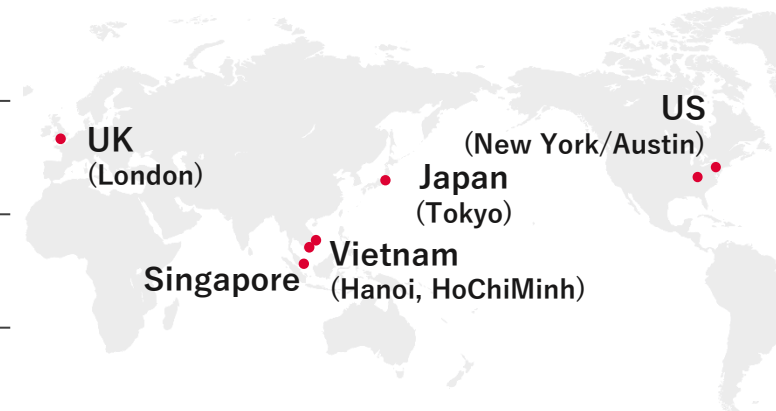 US
(New York/Austin)
UK
(London)
Japan
(Tokyo)
Vietnam
(Hanoi, HoChiMinh)
Singapore